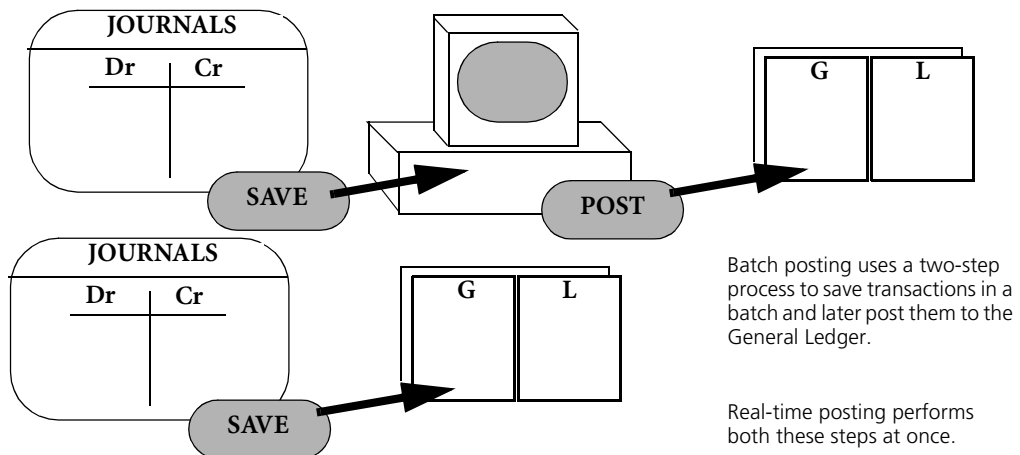 JOURNALS
Dr Cr
SAVE
POST
G L
JOURNALS
Dr Cr
SAVE
G L
Batch posting uses a two-step
process to save transactions in a
batch and later post them to the
General Ledger.
Real-time posting performs
both these steps at once.